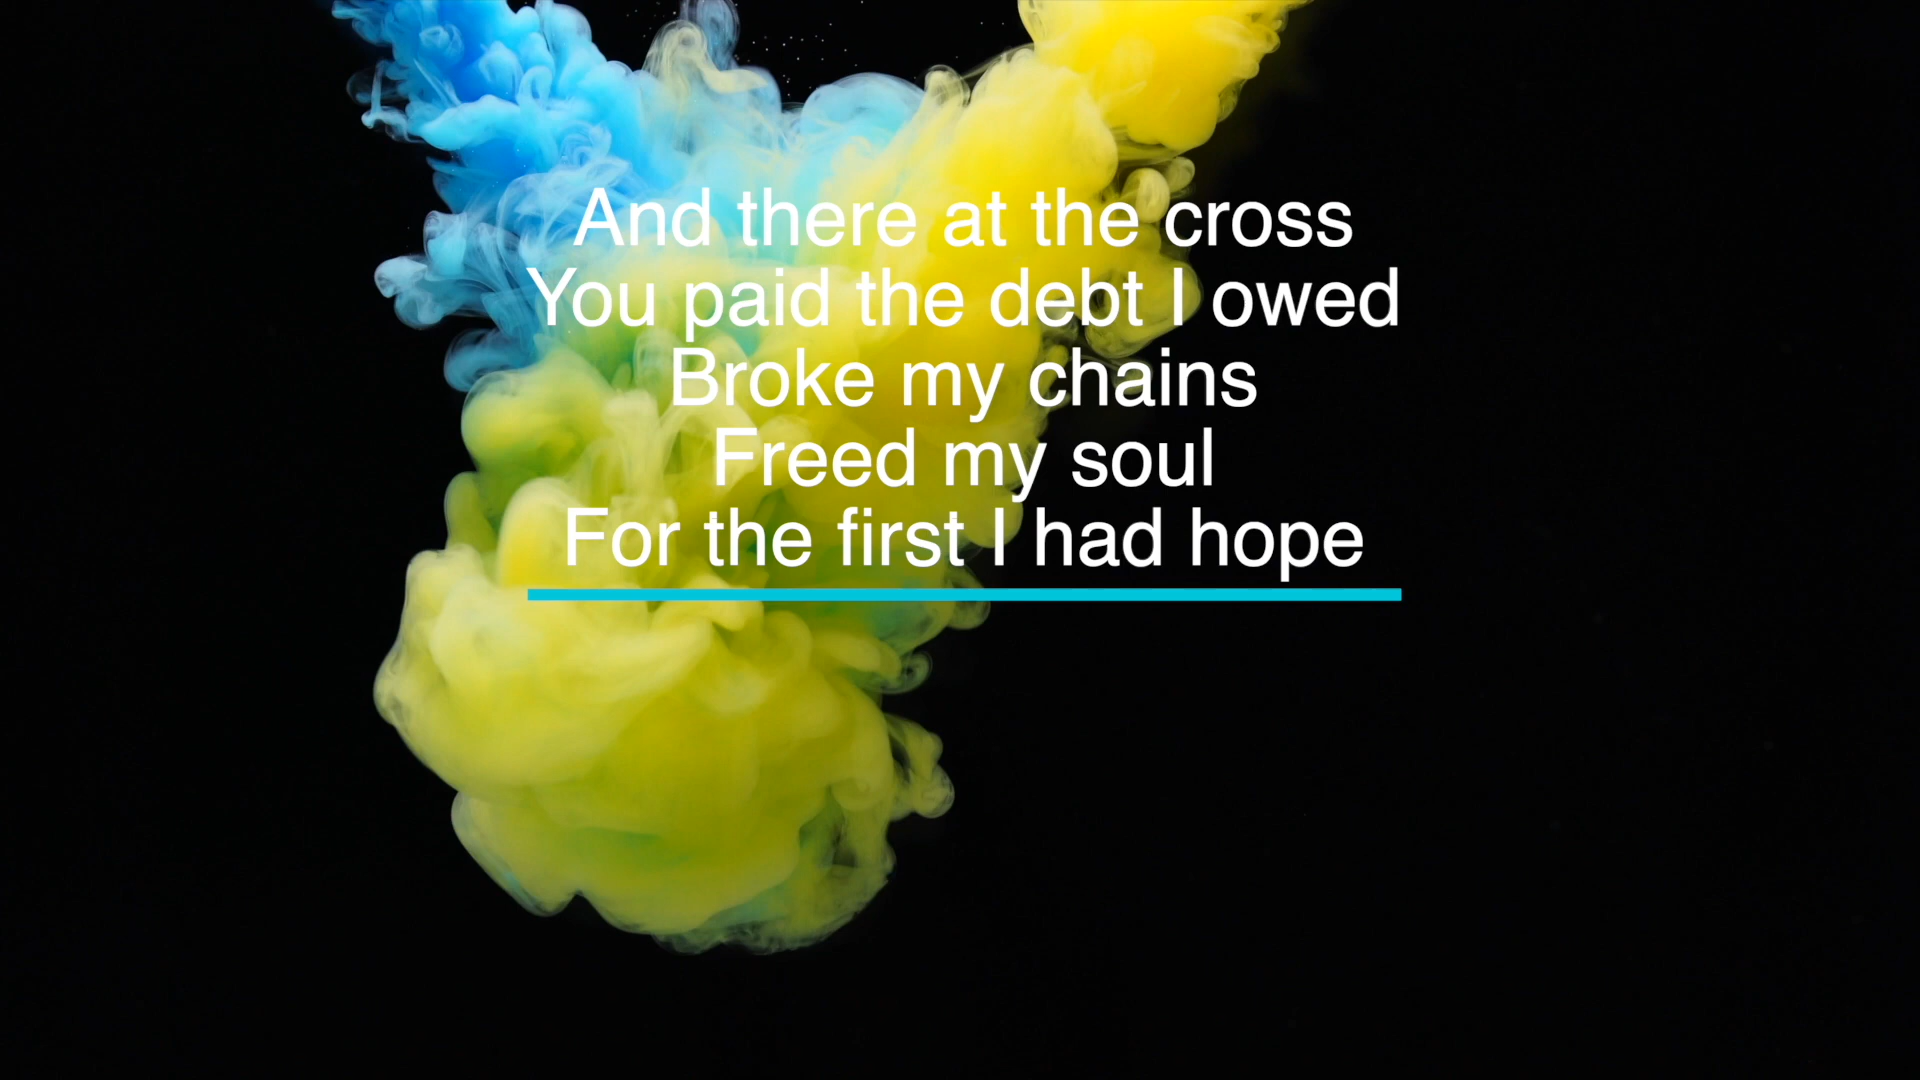 And there at the cross
You paid the debt I owed
Broke my chains
Freed my soul
For the first I had hope